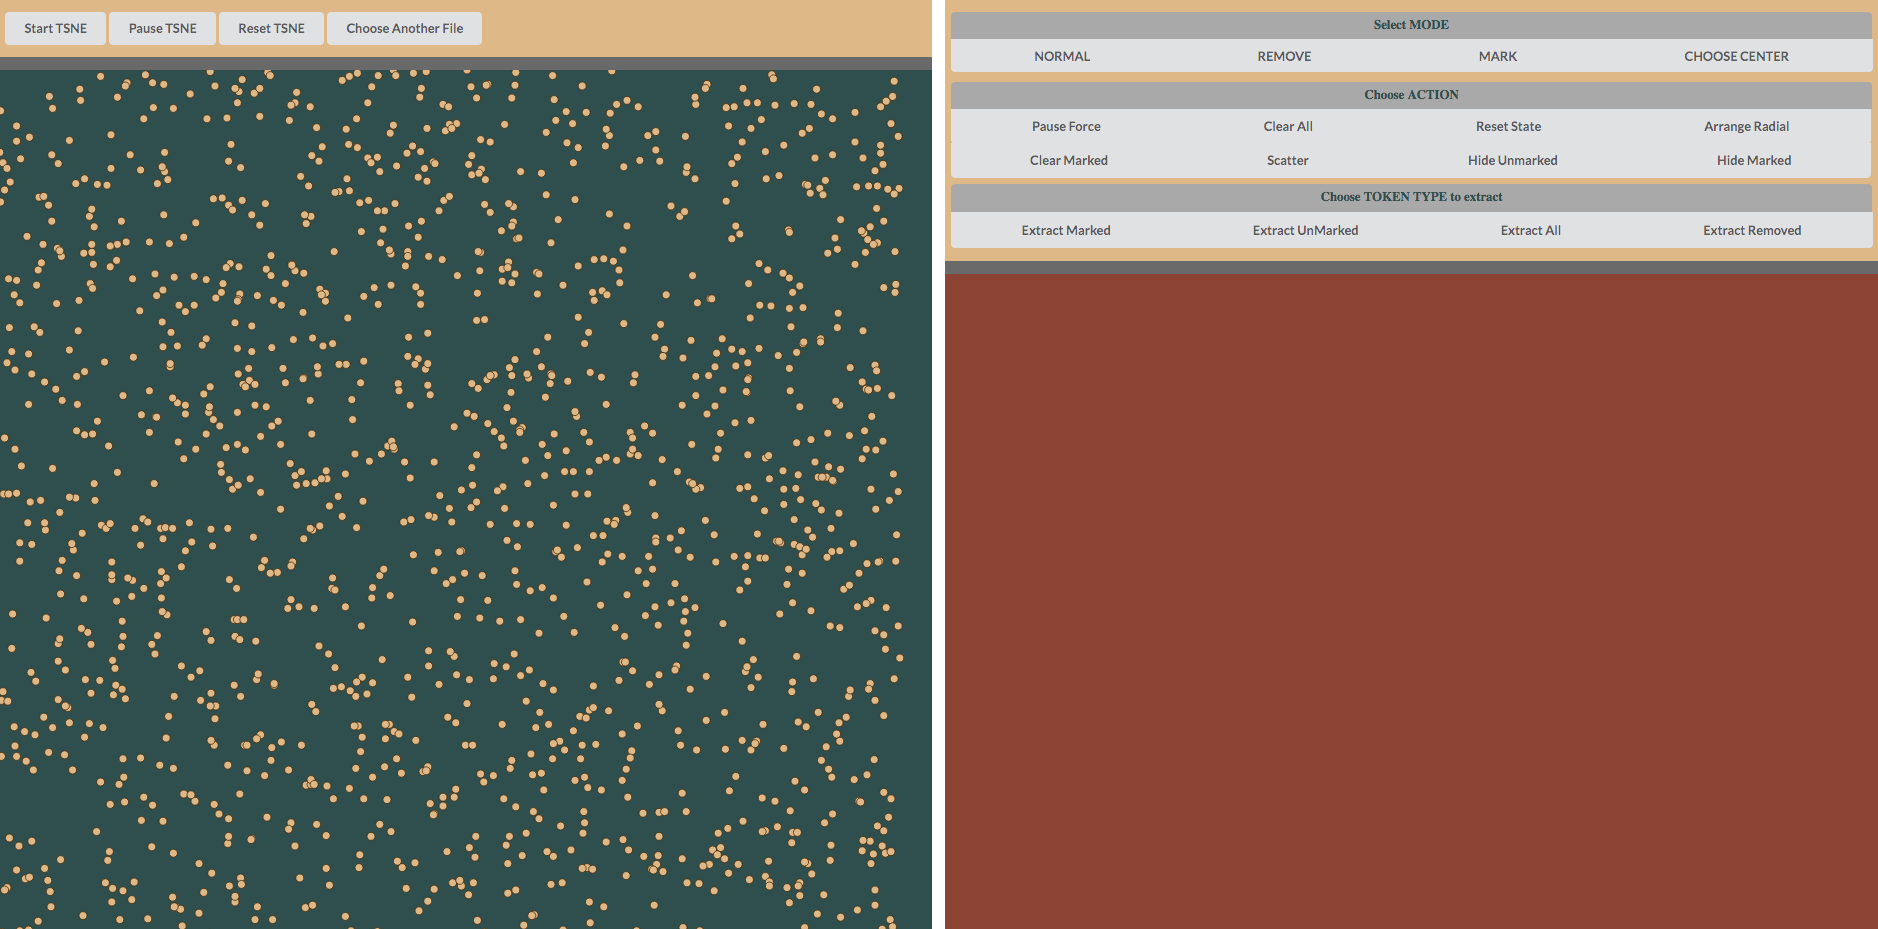 Start TSNE Pause TSNE Reset TSNE Choose Another File
Select MODE
NORMAL REMOVE MARK CHOOSE CENTER
Choose ACTION
Pause Force Clear All Reset State Arrange Radial
Clear Marked Scatter Hide Unmarked Hide Marked
Choose TOKEN TYPE to extract
Extract Marked Extract UnMarked Extract All Extract Removed